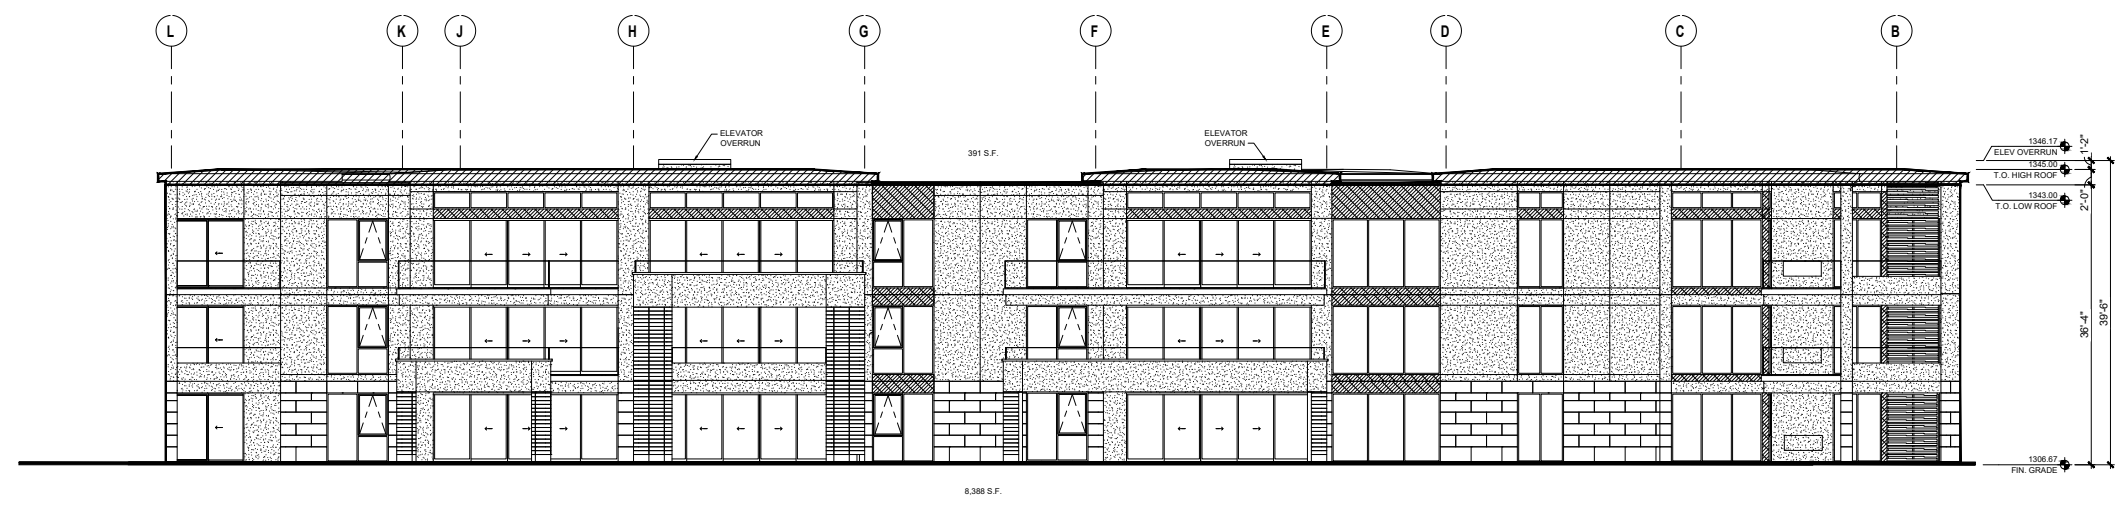 L K J H G F E D C B
ELEVATOR
OVERRUN
391 S.F.
ELEVATOR
OVERRUN
1346.17
ELEV OVERRUN
1345.00
T.O. HIGH ROOF
1343.00
T.O. LOW ROOF
1'-2"
2'-0"
36'-4"
39'-6"
1306.67
FIN. GRADE
8,388 S.F.